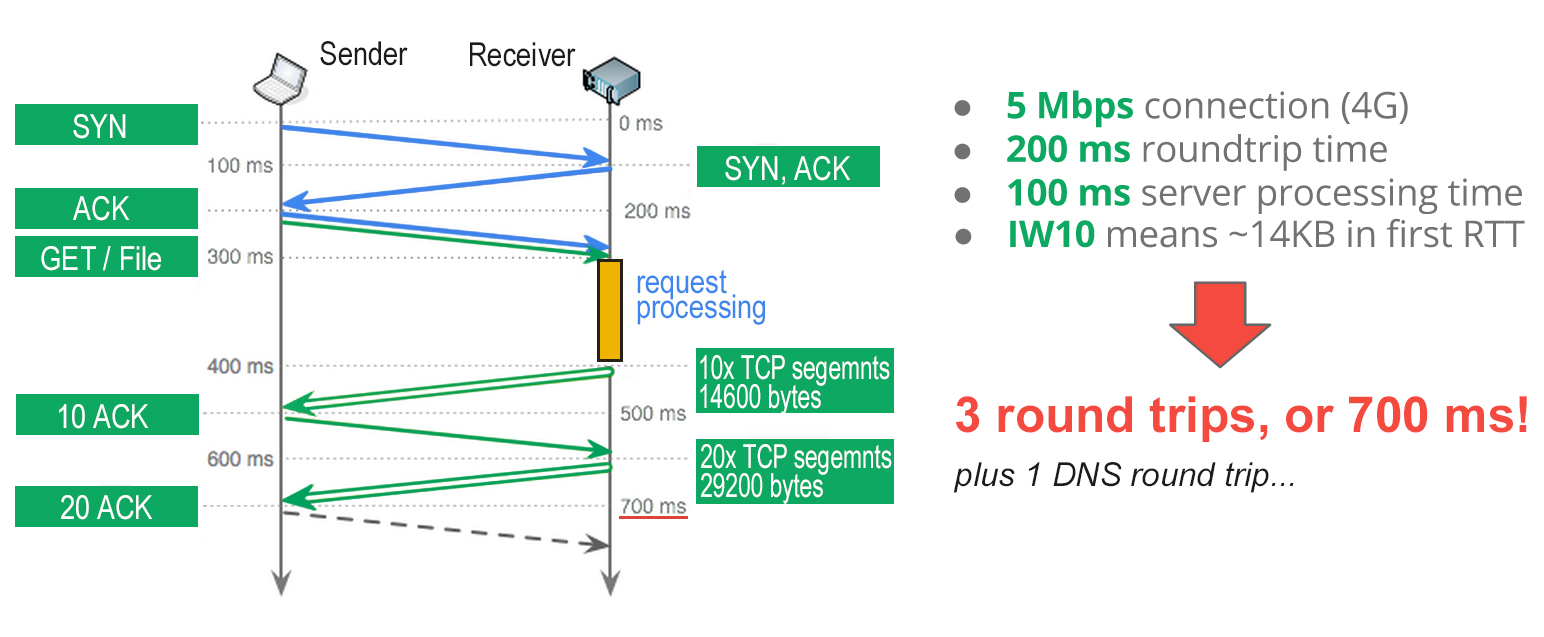 Sender
Receiver
SYN
0 ms
100 ms
SYN, ACK
ACK
200 ms
GET / File
300 ms
request
processing
400 ms
10x TCP segemnts
14600 bytes
10 ACK
500 ms
600 ms
20x TCP segemnts
29200 bytes
20 ACK
700 ms
● 5 Mbps connection (4G)
● 200 ms roundtrip time
● 100 ms server processing time
● IW10 means ~14KB in first RTT
3 round trips, or 700 ms!
plus 1 DNS round trip...